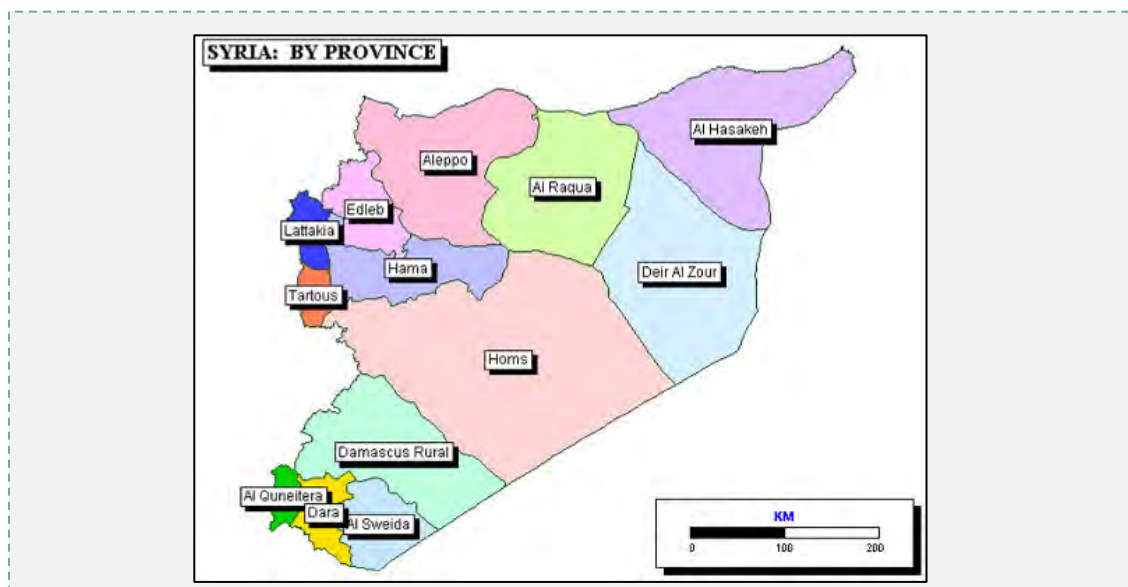 SYRIA: BY PROVINCE
Al Hasakeh
Aleppo
Al Raqua
Edleb
Lattakia
Hama
Deir Al Zour
Tartous
Homs
Damascus Rural
Al Quneitera
Dara
Al Sweida
KM
0 100 200